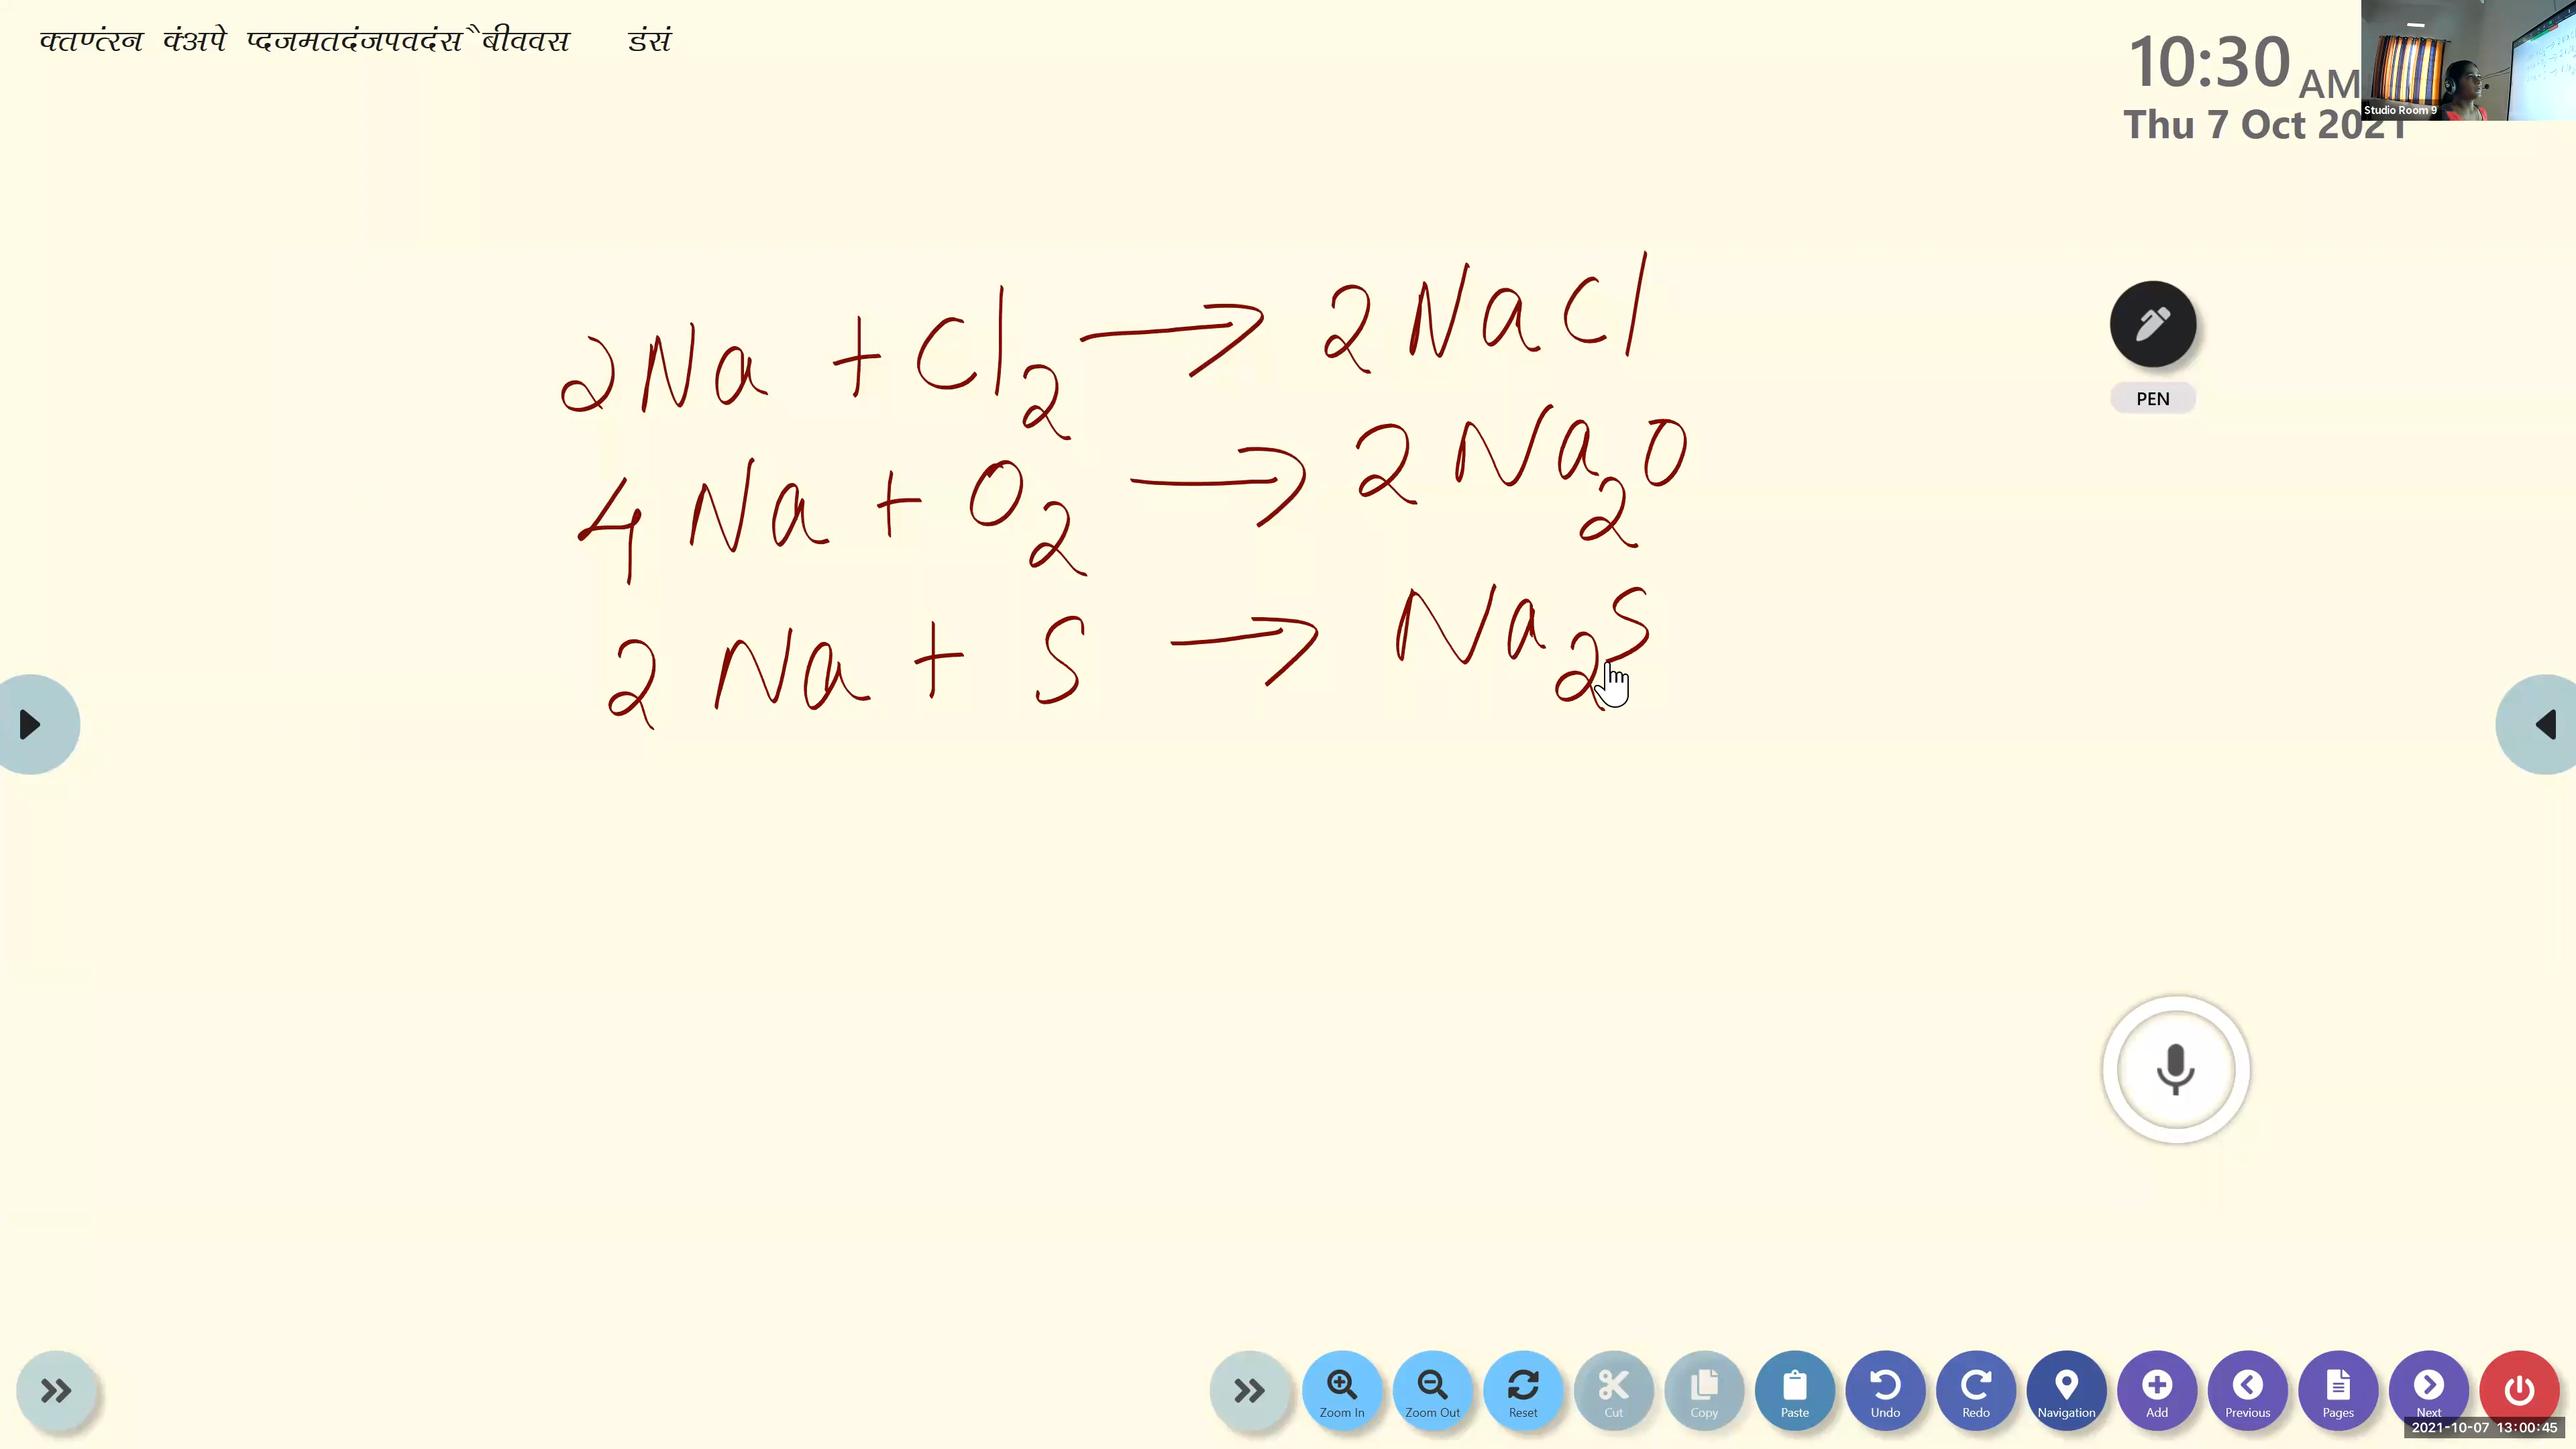 क्तण्ंरन कंअपे प्दजमतदंजपवदंस ैबीववस डंसं
10:30 AM
Thu 7 Oct 2021
Studio Room 9
2Na + Cl₂ → 2NaCl
PEN
4Na + O₂ → 2Na₂O
2Na + S → Na₂S
Zoom In Zoom Out Reset Cut Copy Paste Undo Redo Navigation Add Previous Pages Next
2021-10-07 13:00:45